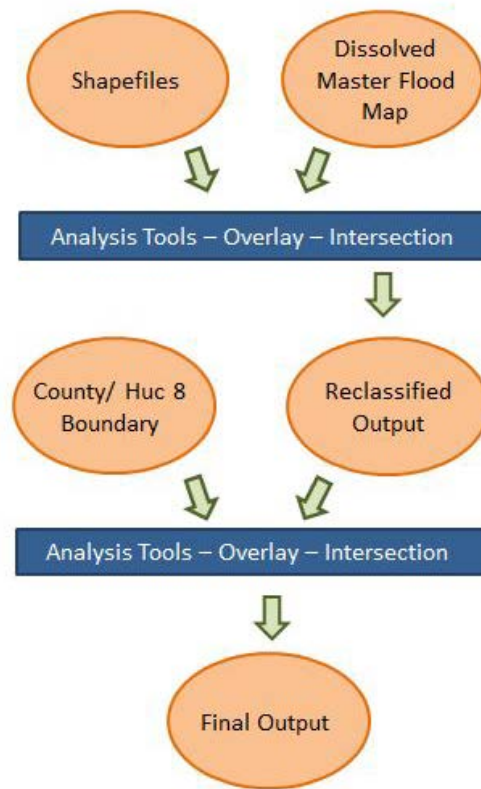 Shapefiles
Dissolved
Master Flood
Map
Analysis Tools – Overlay – Intersection
County/ Huc 8
Boundary
Reclassified
Output
Analysis Tools – Overlay – Intersection
Final Output